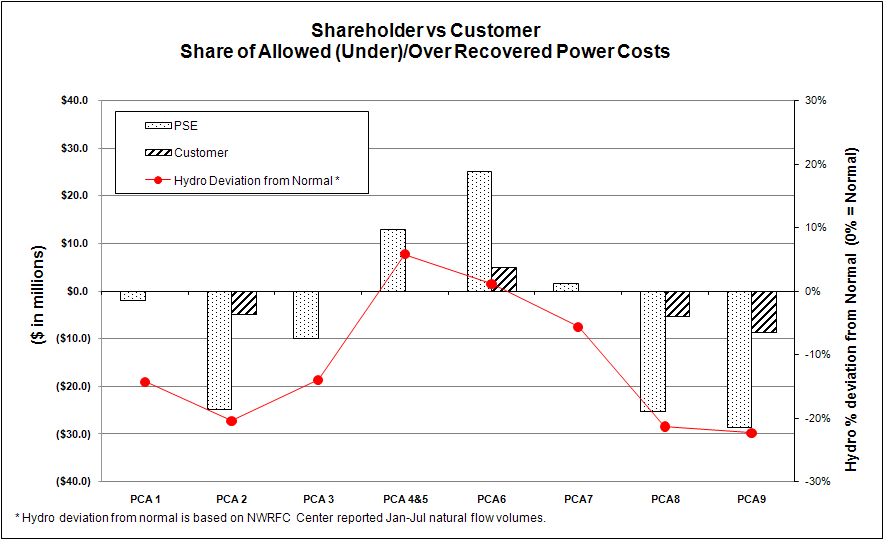 Shareholder vs Customer
Share of Allowed (Under)/Over Recovered Power Costs
$40.0
$30.0
$20.0
$10.0
$0.0
($10.0)
($20.0)
($30.0)
($40.0)
($ in millions)
PSE
Customer
Hydro Deviation from Normal *
30%
20%
10%
0%
-10%
-20%
-30%
Hydro % deviation from Normal (0% = Normal)
PCA 1
PCA 2
PCA 3
PCA 4&5
PCA6
PCA7
PCA8
PCA9
* Hydro deviation from normal is based on NWRFC Center reported Jan-Jul natural flow volumes.